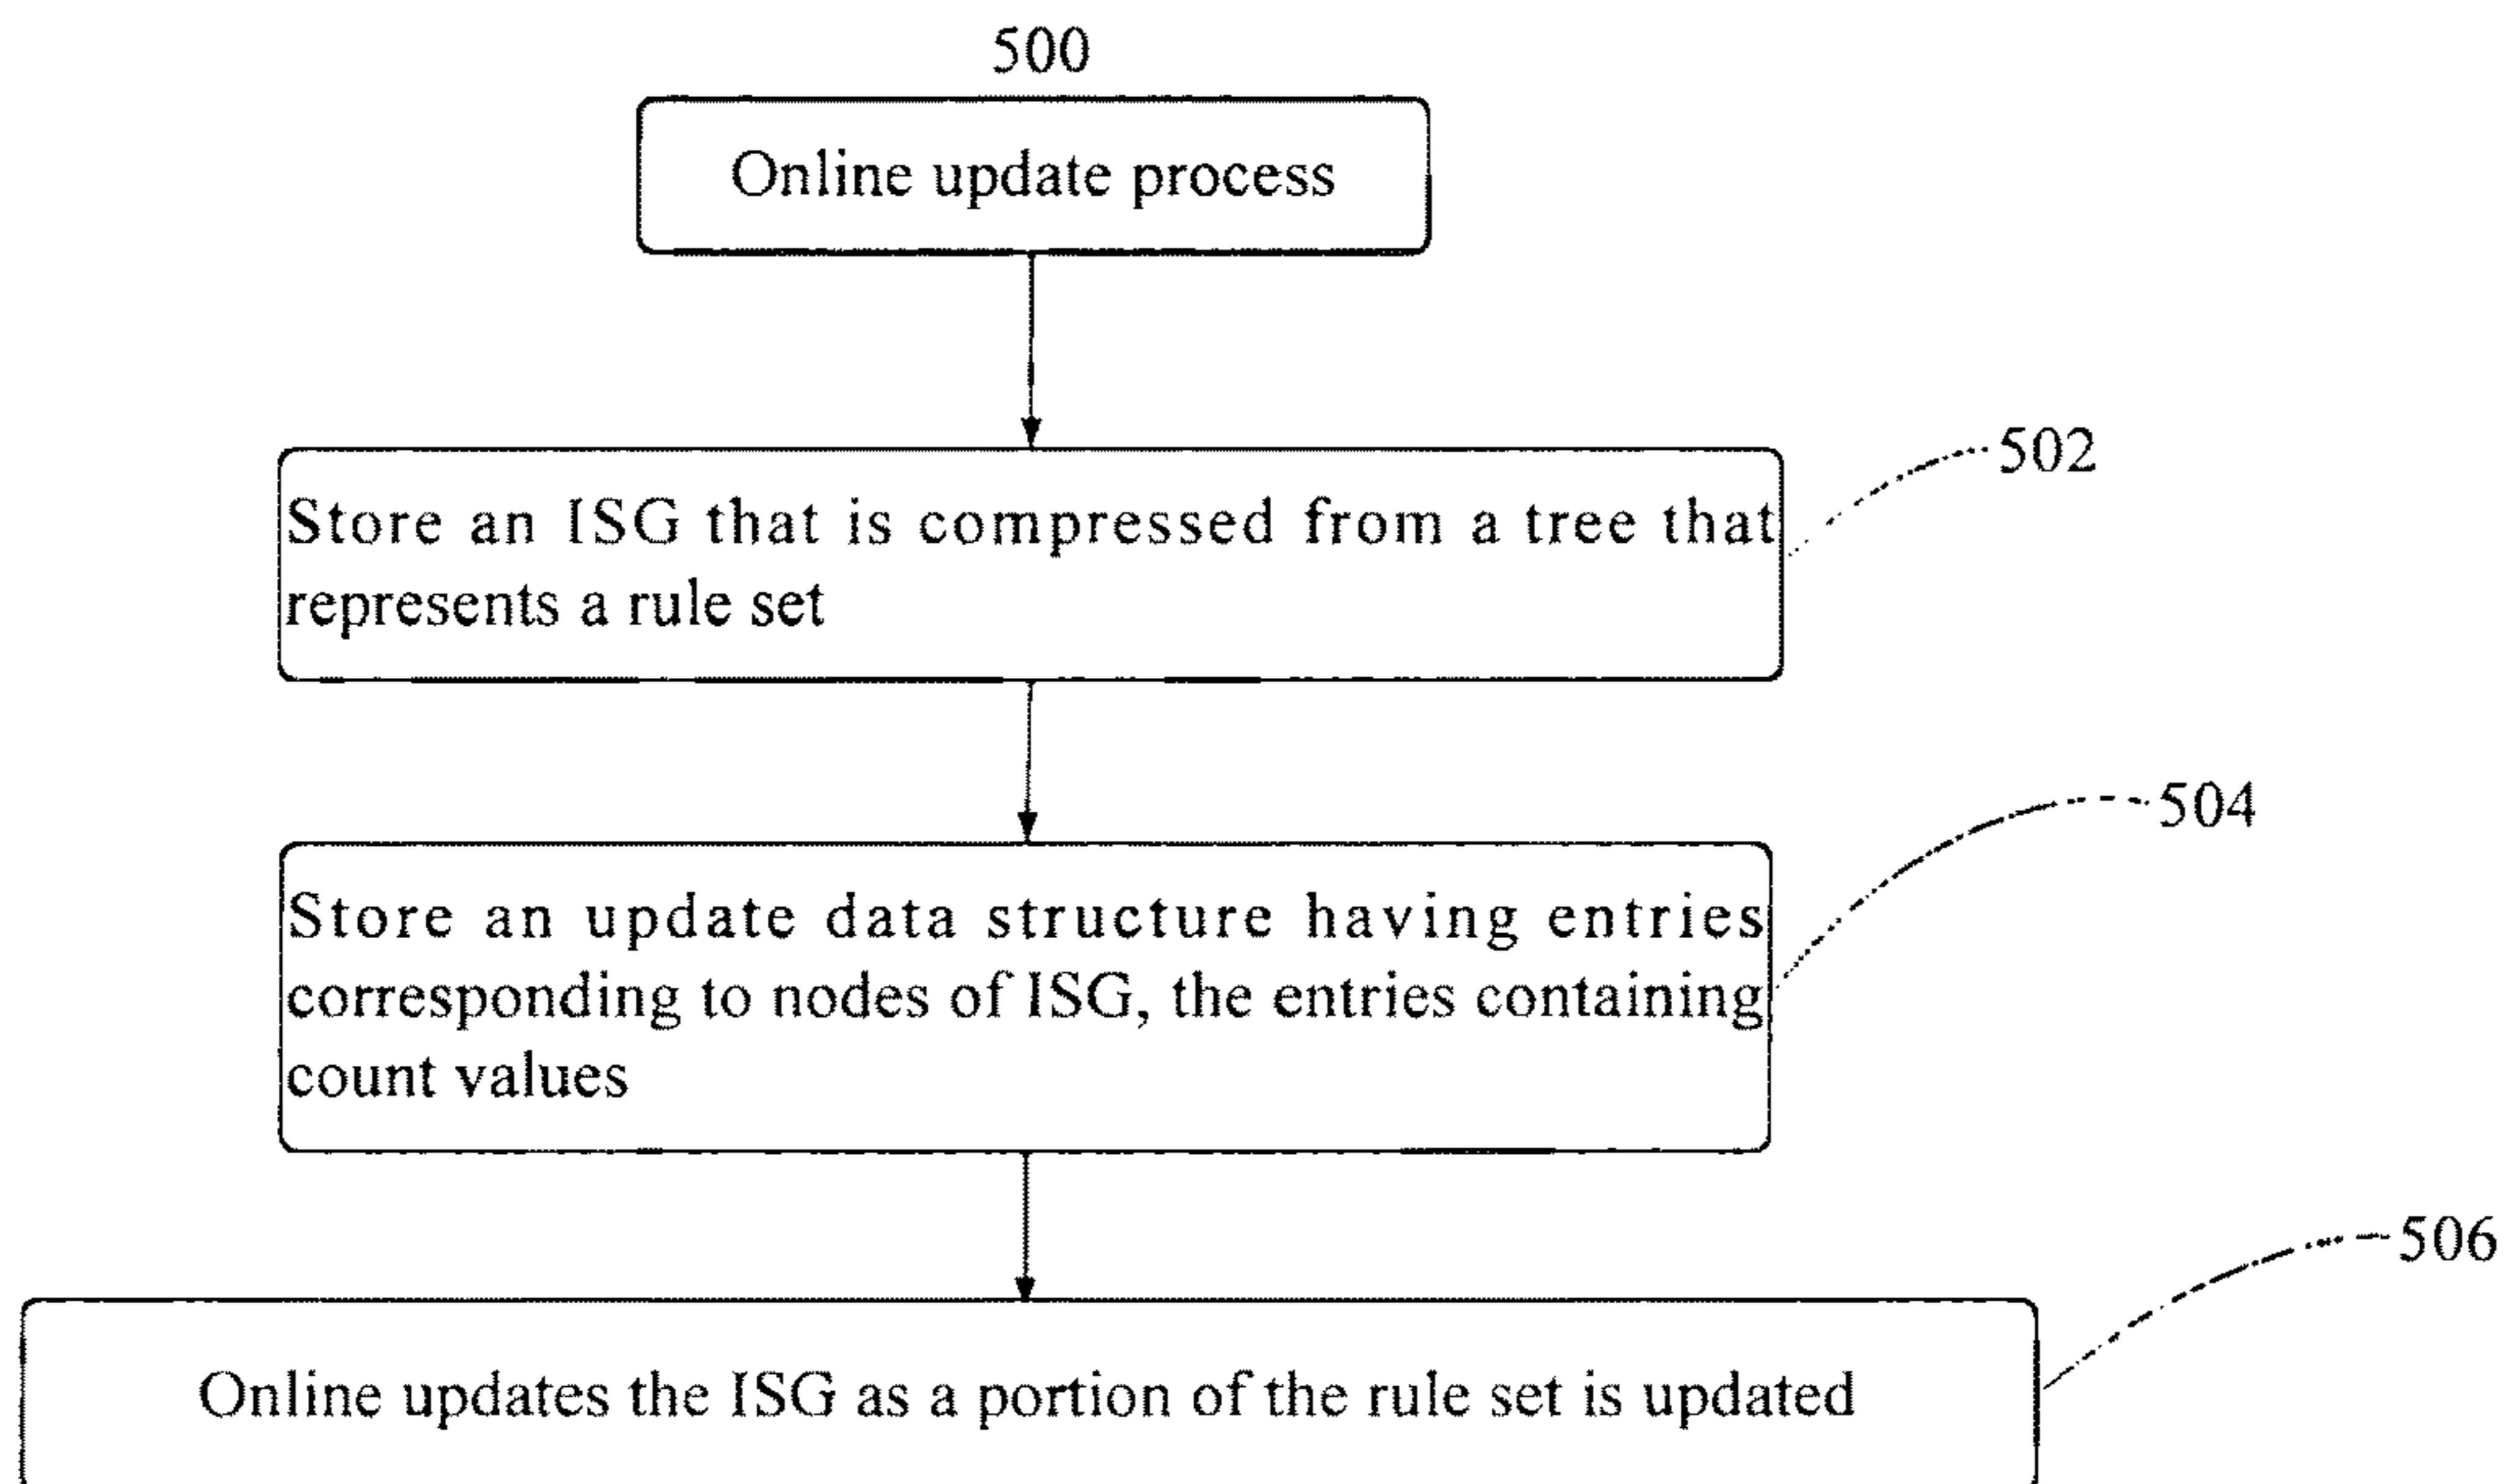 500
Online update process
502
Store an ISG that is compressed from a tree that
represents a rule set
504
Store an update data structure having entries
corresponding to nodes of ISG, the entries containing
count values
506
Online updates the ISG as a portion of the rule set is updated